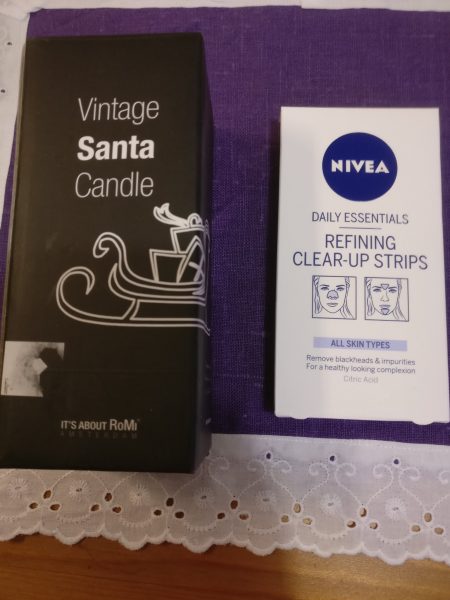 Vintage
Santa
Candle
IT'S ABOUT RoMi
AMSTERDAM
NIVEA
DAILY ESSENTIALS
REFINING
CLEAR-UP STRIPS
ALL SKIN TYPES
Remove blackheads & impurities
For a healthy looking complexion
Citric Acid